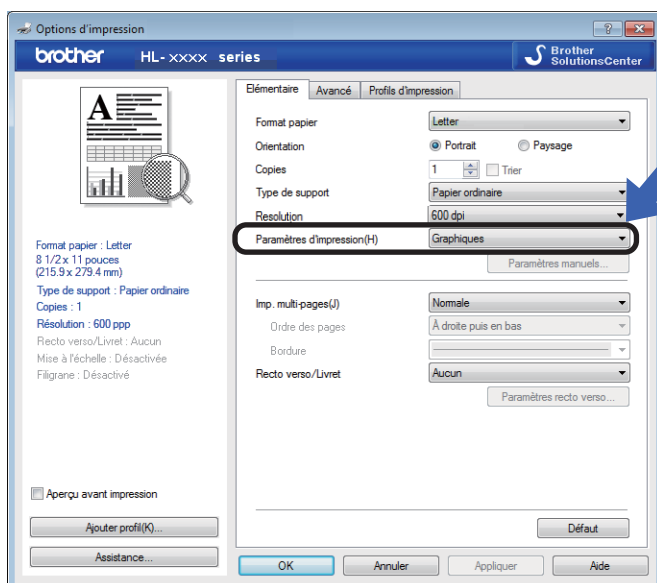 Options d'impression
brother HL-xxxx series
Brother
SolutionsCenter
Elémentaire Avancé Profils d'impression
Format papier Letter
Orientation Portrait Paysage
Copies 1 Trier
Type de support Papier ordinaire
Resolution 600 dpi
Paramètres d'impression(H) Graphiques
Paramètres manuels...
Imp. multi-pages(J) Normale
Ordre des pages À droite puis en bas
Bordure
Recto verso/Livret Aucun
Paramètres recto verso...
Défaut
A
Format papier : Letter
8 1/2 x 11 pouces
(215.9 x 279.4 mm)
Type de support : Papier ordinaire
Copies : 1
Résolution : 600 ppp
Recto verso/Livret : Aucun
Mise à l'échelle : Désactivée
Filigrane : Désactivé
Aperçu avant impression
Ajouter profil(K)...
Assistance...
OK Annuler Appliquer Aide